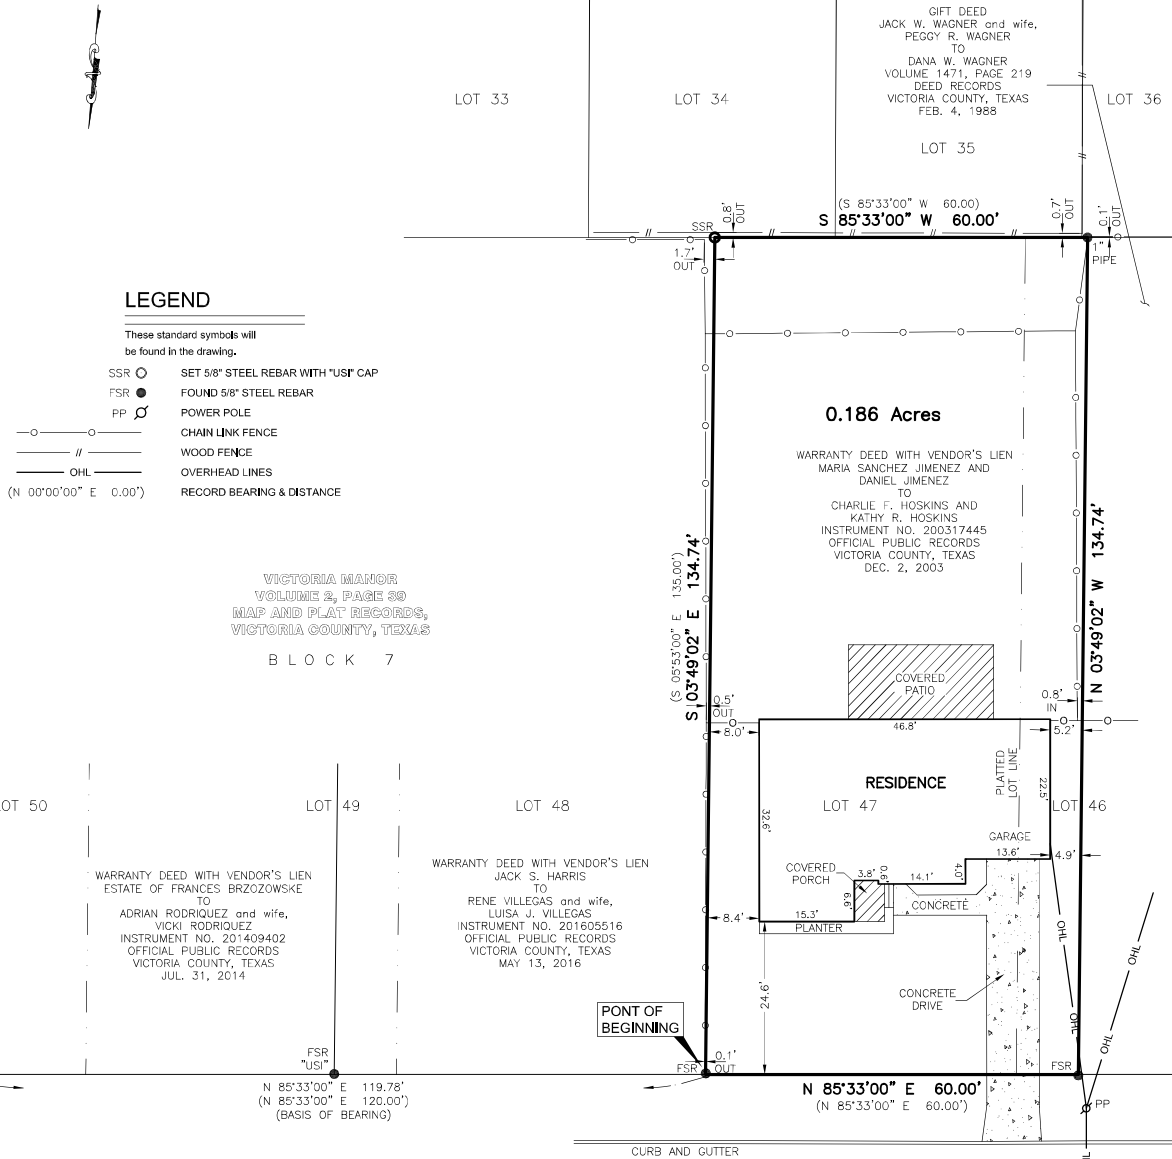 GIFT DEED
JACK W. WAGNER and wife,
PEGGY R. WAGNER
TO
DANA W. WAGNER
VOLUME 1471, PAGE 219
DEED RECORDS
VICTORIA COUNTY, TEXAS
FEB. 4, 1988
LOT 33
LOT 34
LOT 35
LOT 36
(S 85°33'00" W 60.00)
S 85°33'00" W 60.00'
SSR
0.8'
OUT
0.7'
OUT
0.1'
OUT
1.7'
OUT
1"
PIPE
LEGEND
These standard symbols will
be found in the drawing.
SSR SET 5/8" STEEL REBAR WITH "USI" CAP
FSR FOUND 5/8" STEEL REBAR
PP POWER POLE
CHAIN LINK FENCE
// WOOD FENCE
OHL OVERHEAD LINES
(N 00°00'00" E 0.00') RECORD BEARING & DISTANCE
0.186 Acres
WARRANTY DEED WITH VENDOR'S LIEN
MARIA SANCHEZ JIMENEZ AND
DANIEL JIMENEZ
TO
CHARLIE F. HOSKINS AND
KATHY R. HOSKINS
INSTRUMENT NO. 200317445
OFFICIAL PUBLIC RECORDS
VICTORIA COUNTY, TEXAS
DEC. 2, 2003
(S 05°53'00" E 135.00')
S 03°49'02" E 134.74'
N 03°49'02" W 134.74'
VICTORIA MANOR
VOLUME 2, PAGE 39
MAP AND PLAT RECORDS,
VICTORIA COUNTY, TEXAS
BLOCK 7
COVERED
PATIO
0.5'
OUT
0.8'
IN
8.0'
46.8'
5.2'
RESIDENCE
PLATTED
LOT LINE
22.5'
32.6'
LOT 50
LOT 49
LOT 48
LOT 47
LOT 46
GARAGE
13.6'
4.9'
COVERED
PORCH
3.8'
0.6'
14.1'
4.0'
6.6'
CONCRETE
8.4'
15.3'
PLANTER
WARRANTY DEED WITH VENDOR'S LIEN
ESTATE OF FRANCES BRZOZOWSKE
TO
ADRIAN RODRIQUEZ and wife,
VICKI RODRIQUEZ
INSTRUMENT NO. 201409402
OFFICIAL PUBLIC RECORDS
VICTORIA COUNTY, TEXAS
JUL. 31, 2014
WARRANTY DEED WITH VENDOR'S LIEN
JACK S. HARRIS
TO
RENE VILLEGAS and wife,
LUISA J. VILLEGAS
INSTRUMENT NO. 201605516
OFFICIAL PUBLIC RECORDS
VICTORIA COUNTY, TEXAS
MAY 13, 2016
24.6'
CONCRETE
DRIVE
OHL
OHL
OHL
PONT OF
BEGINNING
FSR
"USI"
FSR
0.1'
OUT
FSR
N 85°33'00" E 119.78'
(N 85°33'00" E 120.00')
(BASIS OF BEARING)
N 85°33'00" E 60.00'
(N 85°33'00" E 60.00')
PP
CURB AND GUTTER